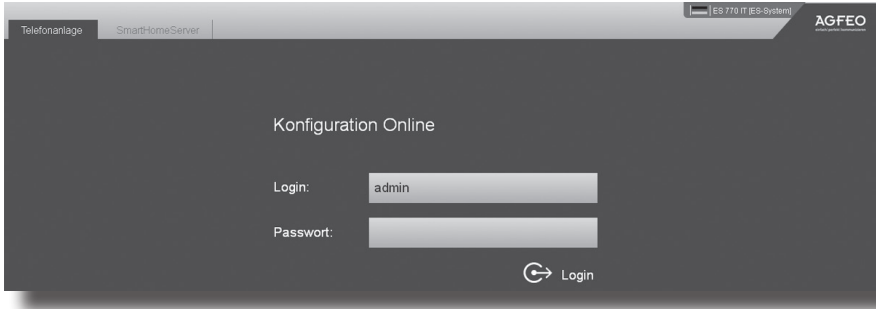 ES 770 IT [ES-System]
AGFEO
Telefonanlage
SmartHomeServer
Konfiguration Online
Login: admin
Passwort:
Login